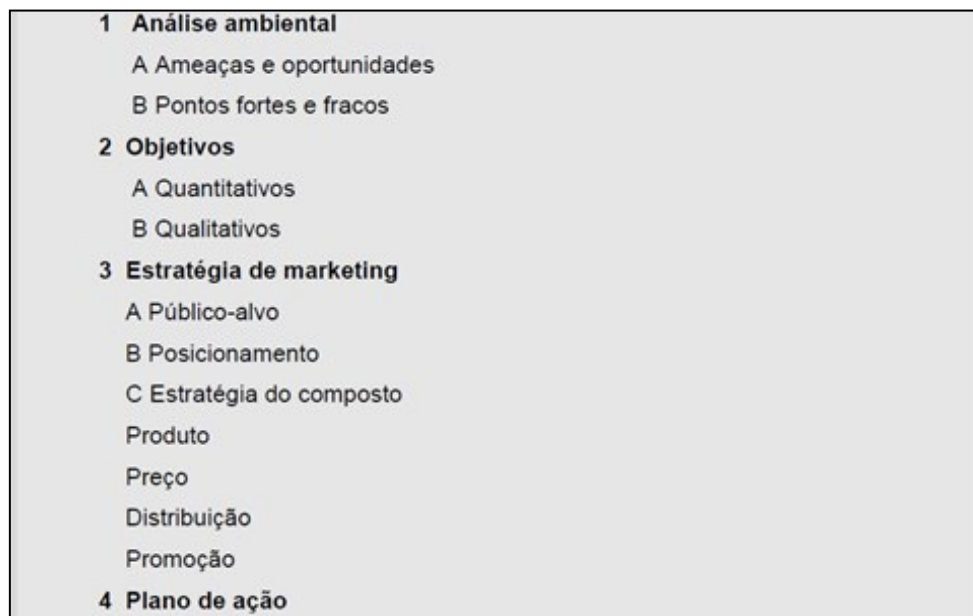 1 Análise ambiental
A Ameaças e oportunidades
B Pontos fortes e fracos
2 Objetivos
A Quantitativos
B Qualitativos
3 Estratégia de marketing
A Público-alvo
B Posicionamento
C Estratégia do composto
Produto
Preço
Distribuição
Promoção
4 Plano de ação